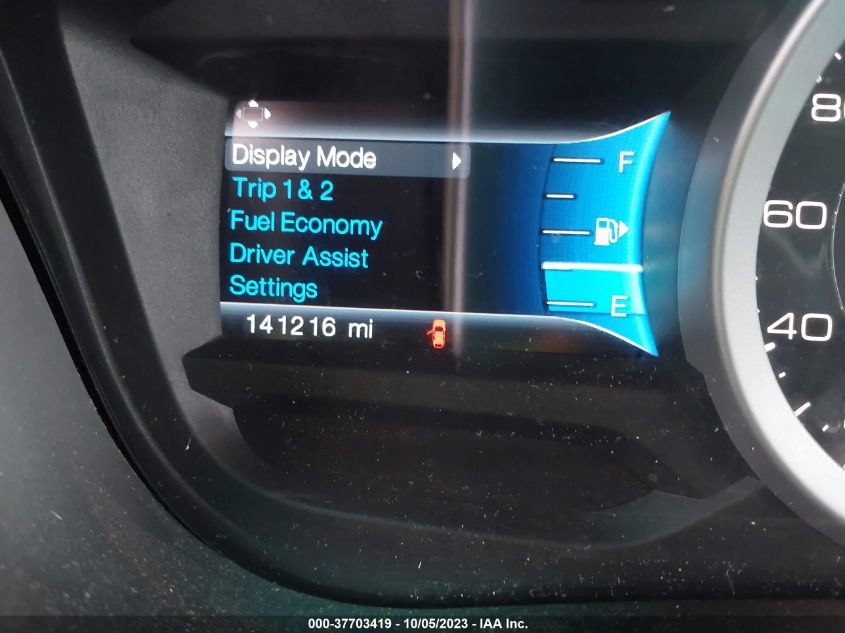 Display Mode
Trip 1 & 2
Fuel Economy
Driver Assist
Settings
141216 mi
F
E
80
60
40
000-37703419 - 10/05/2023 - IAA Inc.